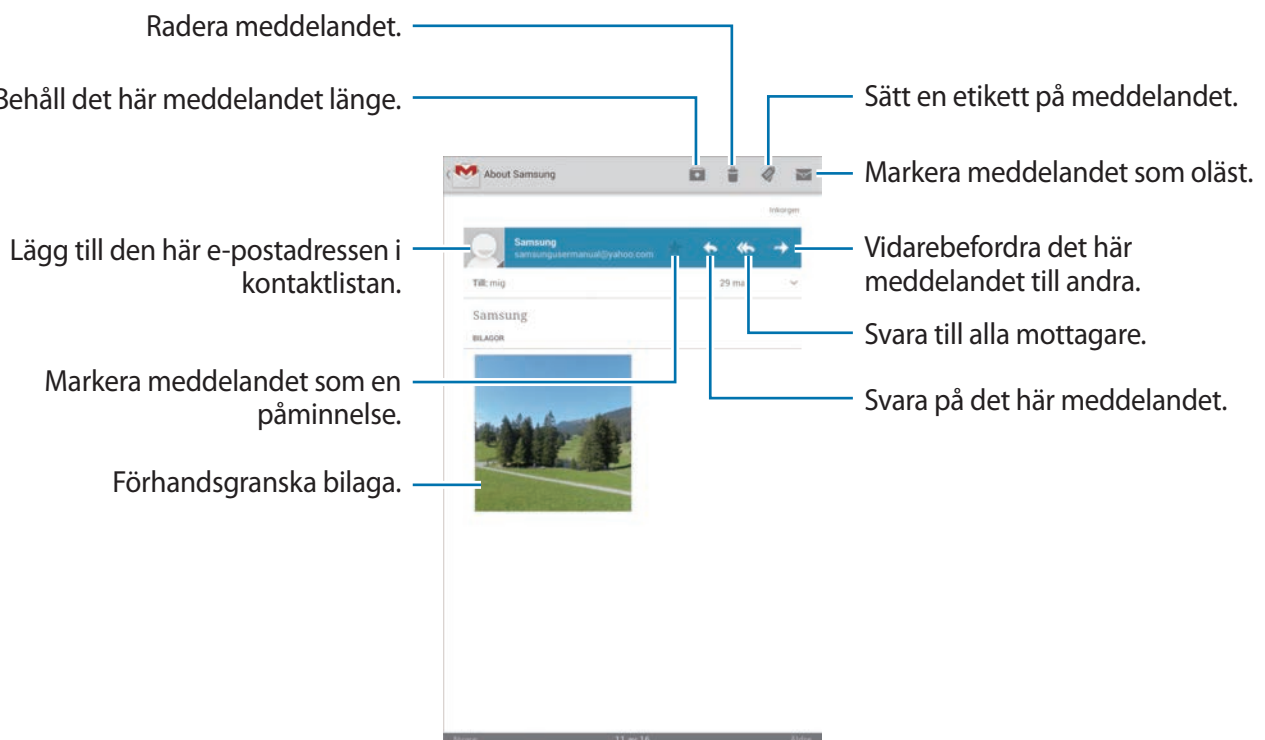 Radera meddelandet.
Behåll det här meddelandet länge.
Sätt en etikett på meddelandet.
Markera meddelandet som oläst.
About Samsung
Inkorgen
Samsung
samsungusermanual@yahoo.com
Lägg till den här e-postadressen i
kontaktlistan.
Vidarebefordra det här
meddelandet till andra.
Till: mig
29 ma
Samsung
BILAGOR
Svara till alla mottagare.
Markera meddelandet som en
påminnelse.
Svara på det här meddelandet.
Förhandsgranska bilaga.